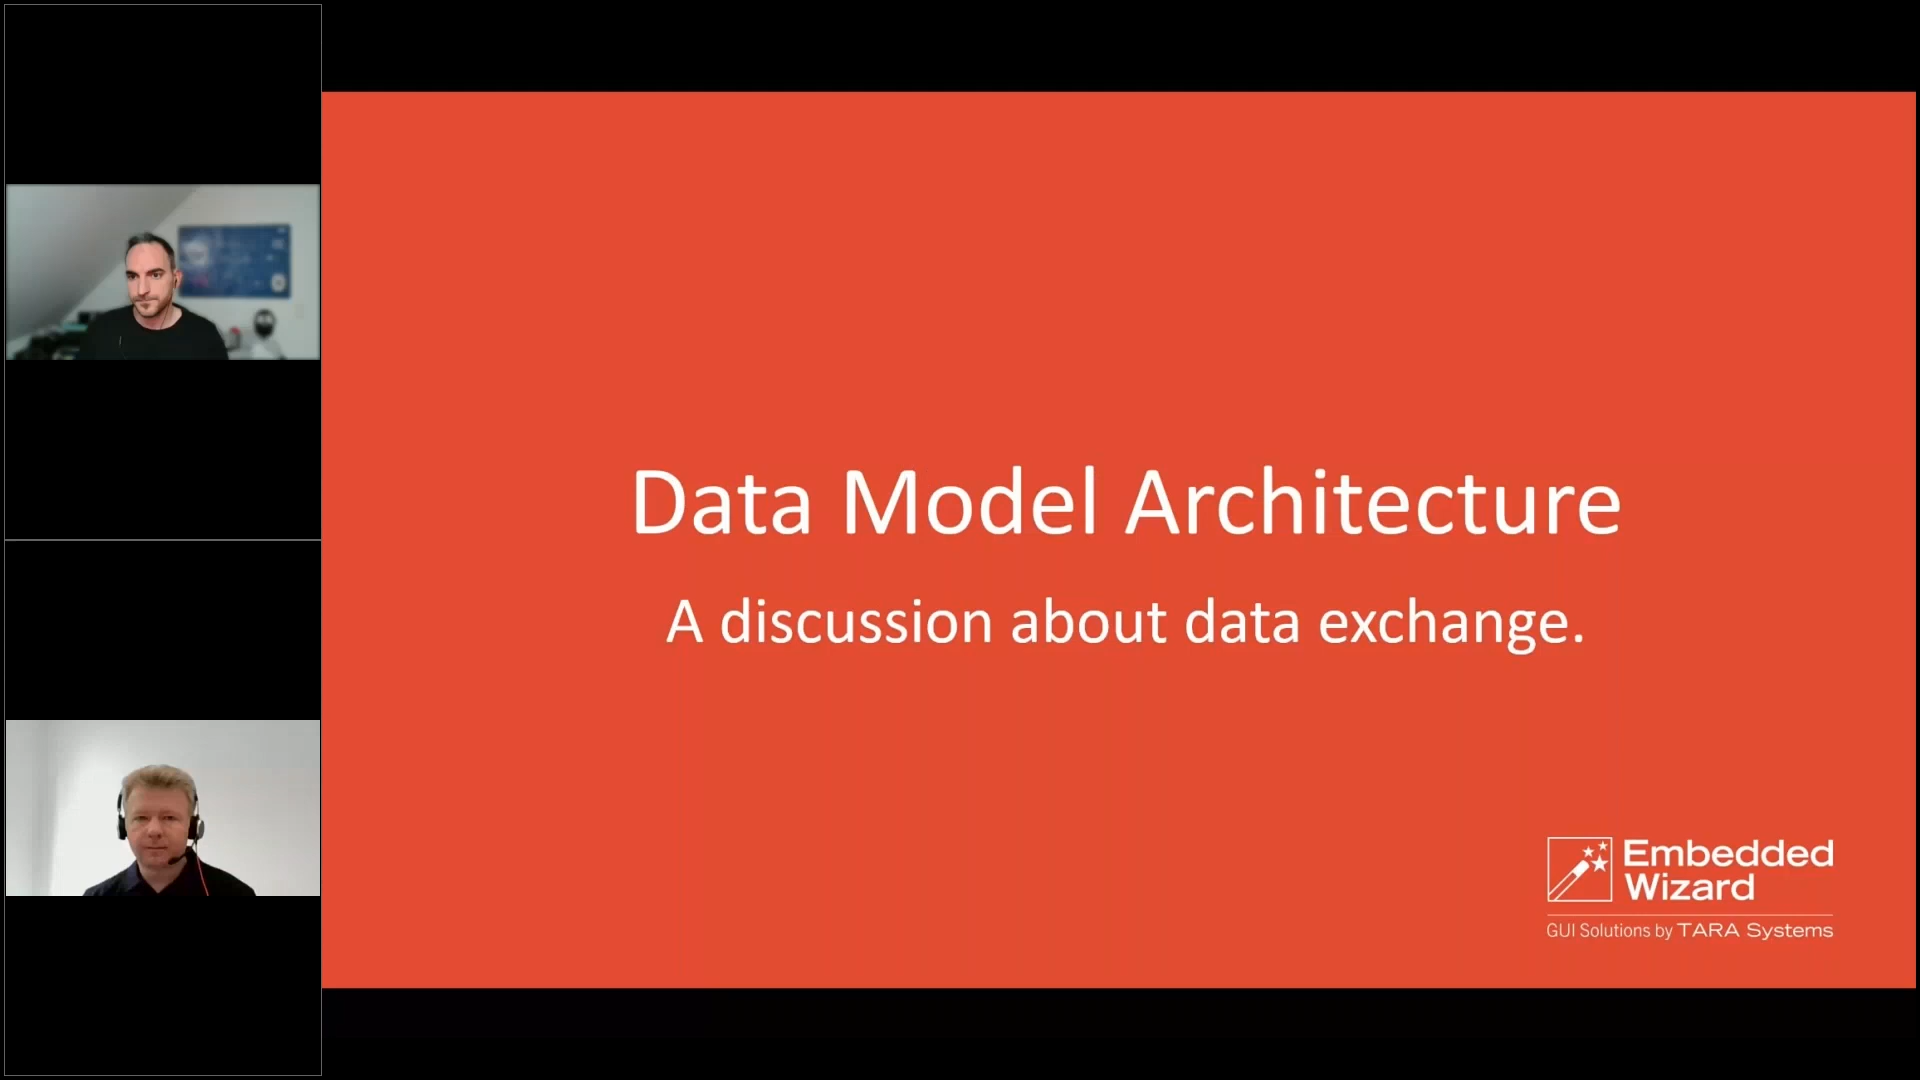 Data Model Architecture
A discussion about data exchange.
Embedded
Wizard
GUI Solutions by TARA Systems